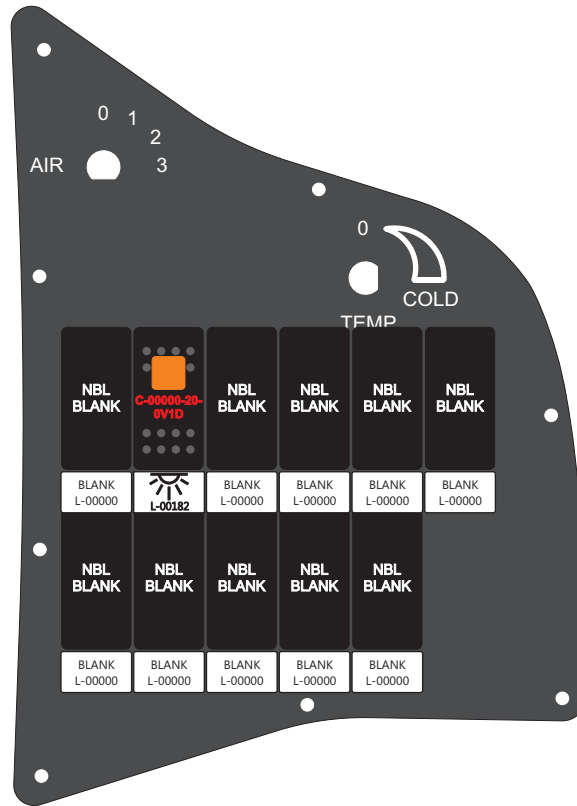 0
1
2
AIR
3
0
COLD
TEMP
NBL
BLANK
C-00000-20-
0V1D
NBL
BLANK
NBL
BLANK
NBL
BLANK
NBL
BLANK
BLANK
L-00000
L-00182
BLANK
L-00000
BLANK
L-00000
BLANK
L-00000
BLANK
L-00000
NBL
BLANK
NBL
BLANK
NBL
BLANK
NBL
BLANK
NBL
BLANK
BLANK
L-00000
BLANK
L-00000
BLANK
L-00000
BLANK
L-00000
BLANK
L-00000